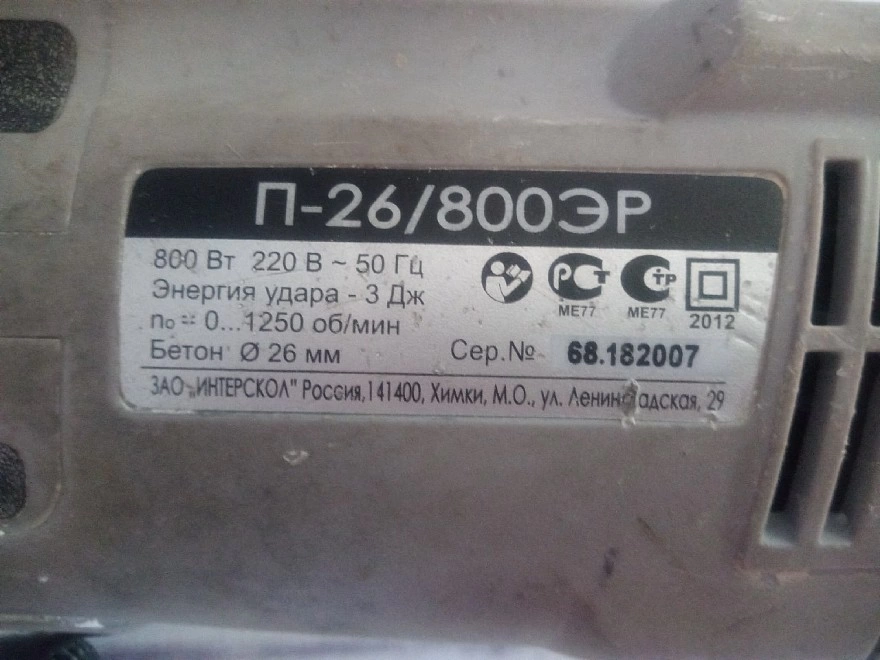 П-26/800ЭР
800 Вт 220 В ~ 50 Гц
Энергия удара - 3 Дж
n₀ = 0...1250 об/мин
Бетон Ø 26 мм
РСТ
МЕ77
СТР
МЕ77
2012
Сер.№ 68.182007
ЗАО „ИНТЕРСКОЛ" Россия,141400, Химки, М.О., ул. Ленинградская, 29